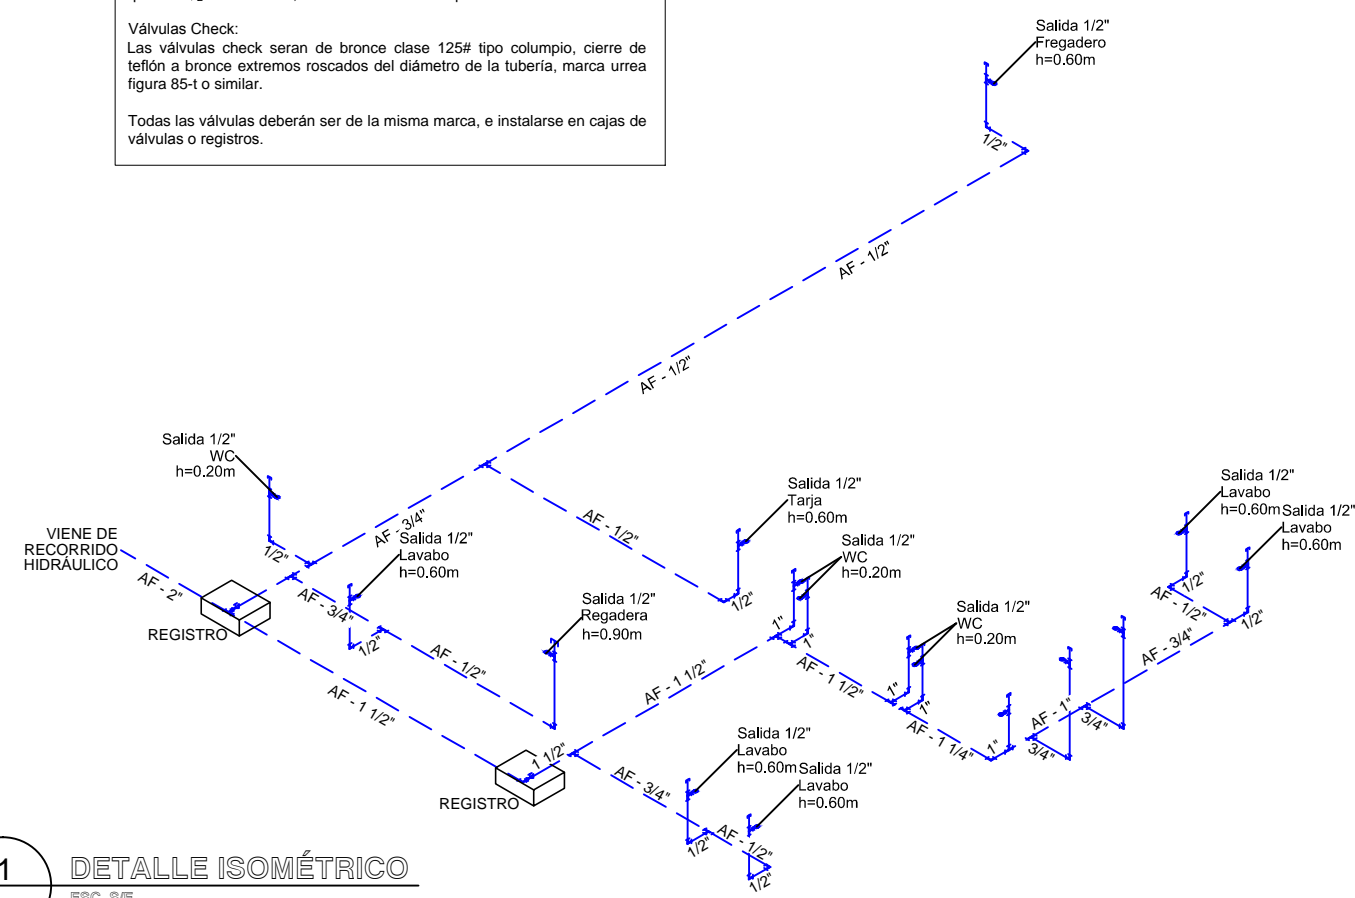 Válvulas Check:
Las válvulas check seran de bronce clase 125# tipo columpio, cierre de
teflón a bronce extremos roscados del diámetro de la tubería, marca urrea
figura 85-t o similar.
Todas las válvulas deberán ser de la misma marca, e instalarse en cajas de
válvulas o registros.
Salida 1/2"
Fregadero
h=0.60m
1/2"
AF - 1/2"
AF - 1/2"
Salida 1/2"
WC
h=0.20m
1/2"
AF - 3/4"
VIENE DE
RECORRIDO
HIDRÁULICO
AF - 2"
REGISTRO
Salida 1/2"
Lavabo
h=0.60m
AF - 3/4"
1/2"
AF - 1/2"
Salida 1/2"
Regadera
h=0.90m
AF - 1/2"
Salida 1/2"
Tarja
h=0.60m
1/2"
Salida 1/2"
WC
h=0.20m
1"
1"
AF - 1 1/2"
AF - 1 1/2"
AF - 1 1/2"
1 1/2"
REGISTRO
Salida 1/2"
WC
h=0.20m
1"
1"
AF - 1 1/4"
1"
AF - 1"
3/4"
3/4"
AF - 3/4"
Salida 1/2"
Lavabo
h=0.60m
1/2"
AF - 1/2"
Salida 1/2"
Lavabo
h=0.60m
1/2"
AF - 3/4"
Salida 1/2"
Lavabo
h=0.60m
1/2"
AF - 1/2"
Salida 1/2"
Lavabo
h=0.60m
1/2"
1
DETALLE ISOMÉTRICO